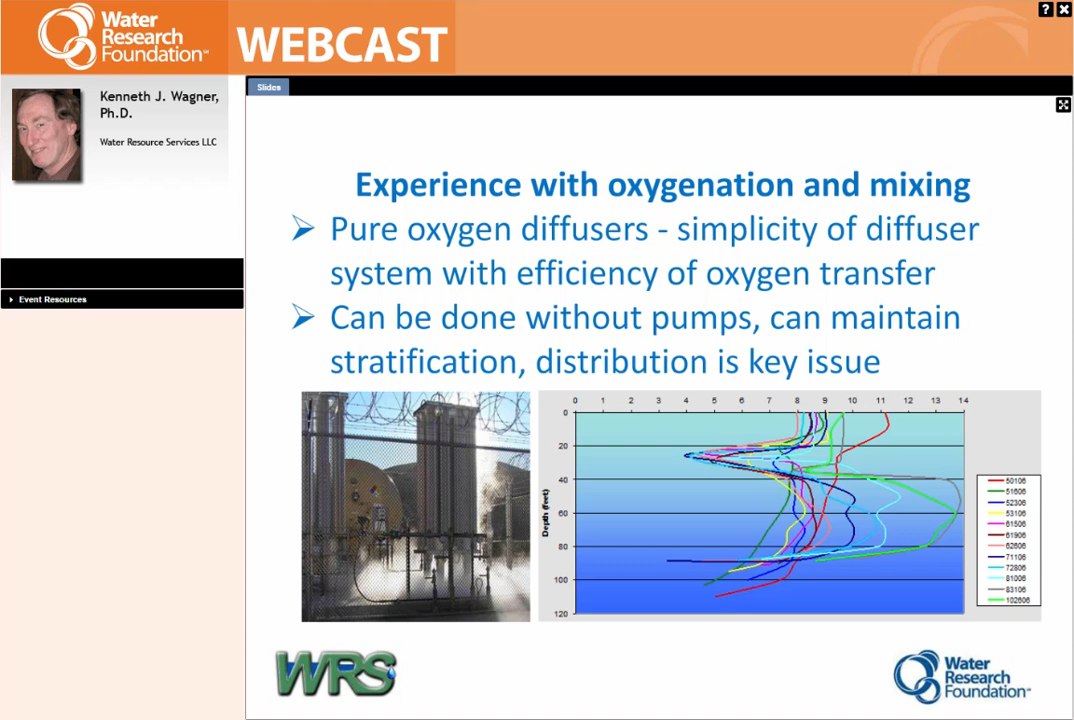 Water
Research
Foundation™
WEBCAST
? ✖
Kenneth J. Wagner,
Ph.D.
Water Resource Services LLC
Slides
Event Resources
Experience with oxygenation and mixing
➢ Pure oxygen diffusers - simplicity of diffuser
system with efficiency of oxygen transfer
➢ Can be done without pumps, can maintain
stratification, distribution is key issue
0 1 2 3 4 5 6 7 8 9 10 11 12 13 14
0
20
40
60
80
100
120
Depth (feet)
50106
51606
52306
53106
61506
61906
62606
71106
72806
81006
83106
102606
WRS
Water
Research
Foundation™